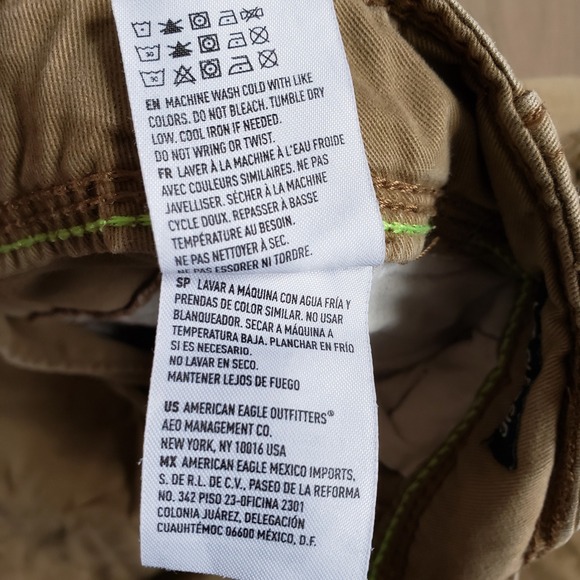 EN MACHINE WASH COLD WITH LIKE
COLORS. DO NOT BLEACH. TUMBLE DRY
LOW. COOL IRON IF NEEDED.
DO NOT WRING OR TWIST.
FR LAVER À LA MACHINE À L'EAU FROIDE
AVEC COULEURS SIMILAIRES. NE PAS
JAVELLISER. SÉCHER À LA MACHINE
CYCLE DOUX. REPASSER À BASSE
TEMPÉRATURE AU BESOIN.
NE PAS NETTOYER À SEC.
NE PAS ESSORER NI TORDRE.
SP LAVAR A MÁQUINA CON AGUA FRÍA Y
PRENDAS DE COLOR SIMILAR. NO USAR
BLANQUEADOR. SECAR A MÁQUINA A
TEMPERATURA BAJA. PLANCHAR EN FRÍO
SI ES NECESARIO.
NO LAVAR EN SECO.
MANTENER LEJOS DE FUEGO
US AMERICAN EAGLE OUTFITTERS®
AEO MANAGEMENT CO.
NEW YORK, NY 10016 USA
MX AMERICAN EAGLE MEXICO IMPORTS,
S. DE R.L. DE C.V., PASEO DE LA REFORMA
NO. 342 PISO 23-OFICINA 2301
COLONIA JUÁREZ, DELEGACIÓN
CUAUHTÉMOC 06600 MÉXICO, D.F.